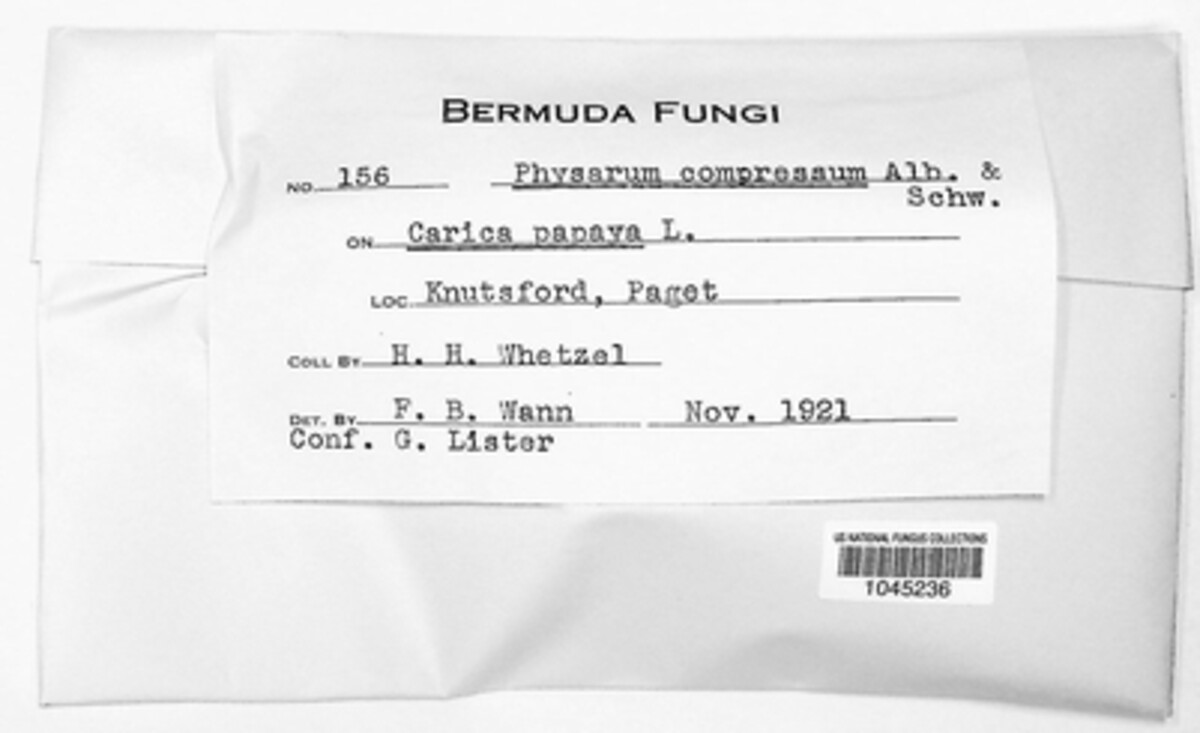 BERMUDA FUNGI
NO. 156 Physarum compressum Alb. &
Schw.
ON Carica papaya L.
LOC. Knutsford, Paget
COLL BY H. H. Whetzel
DET. BY F. B. Wann Nov. 1921
Conf. G. Lister
US NATIONAL FUNGUS COLLECTIONS
1045236